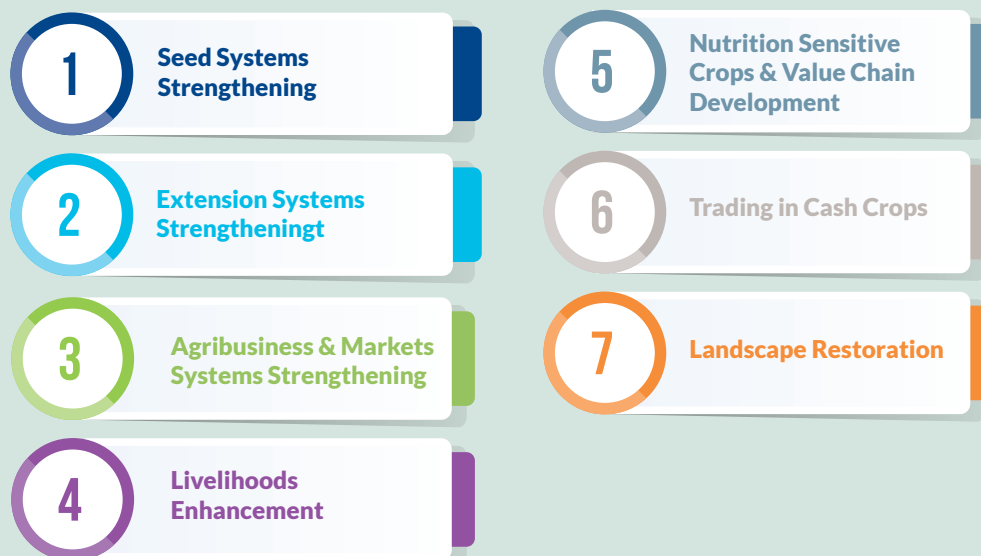 1
Seed Systems
Strengthening
2
Extension Systems
Strengtheningt
3
Agribusiness & Markets
Systems Strengthening
4
Livelihoods
Enhancement
5
Nutrition Sensitive
Crops & Value Chain
Development
6
Trading in Cash Crops
7
Landscape Restoration